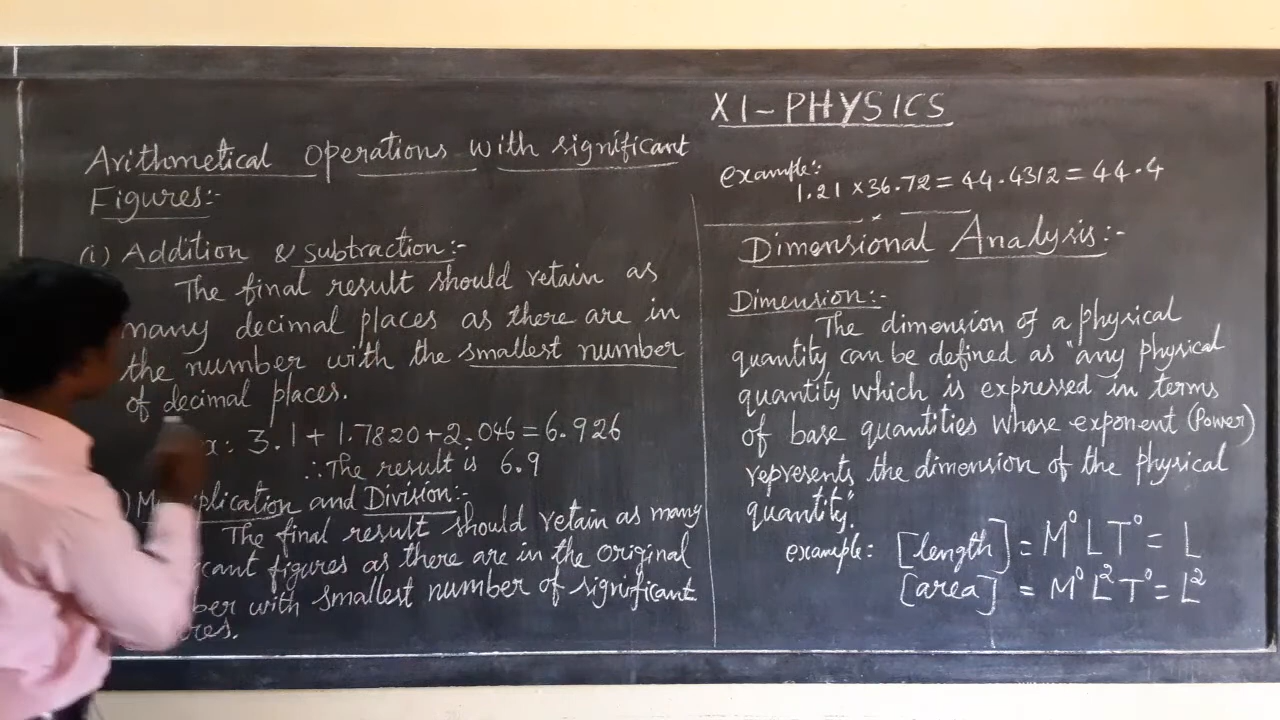 XI-PHYSICS
Arithmetical Operations with significant
Figures:-
(i) Addition & subtraction:-
The final result should retain as
many decimal places as there are in
the number with the smallest number
of decimal places.
3.1 + 1.7820 + 2.046 = 6.926
∴ The result is 6.9
and Division:-
The final result should retain as many
figures as there are in the original
with smallest number of significant
example:
1.21 × 36.72 = 44.4312 = 44.4
Dimensional Analysis:-
Dimension:-
The dimension of a physical
quantity can be defined as "any physical
quantity which is expressed in terms
of base quantities whose exponent (Power)
represents the dimension of the physical
quantity".
example: [length] = M⁰ L T⁰ = L
[area] = M⁰ L² T⁰ = L²